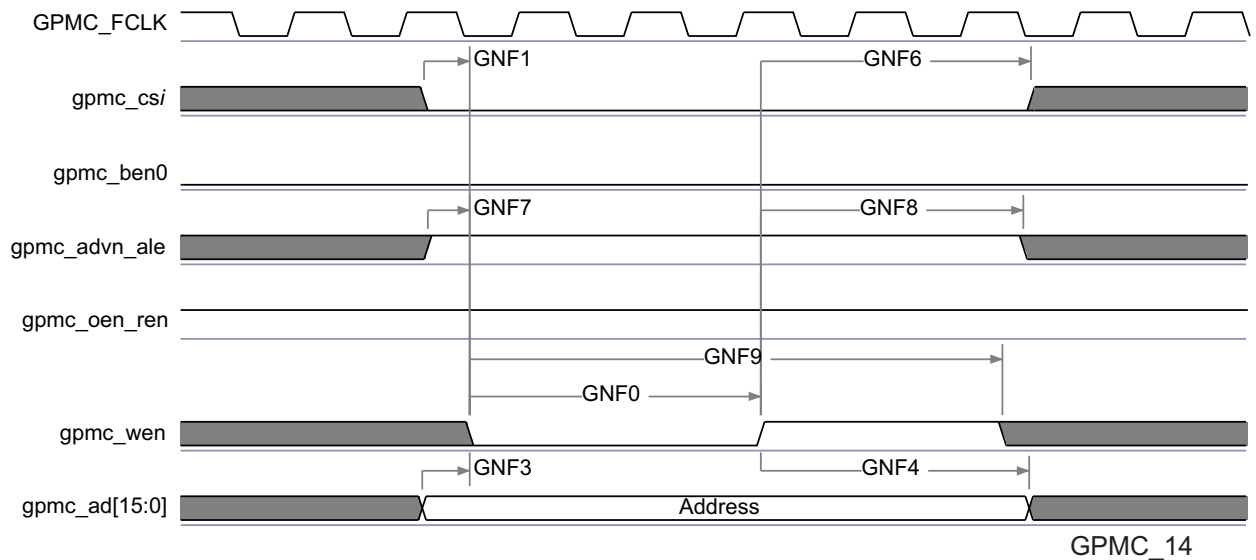 GPMC_FCLK
GNF1
GNF6
gpmc_csi
gpmc_ben0
GNF7
GNF8
gpmc_advn_ale
gpmc_oen_ren
GNF9
GNF0
gpmc_wen
GNF3
GNF4
gpmc_ad[15:0]
Address
GPMC_14